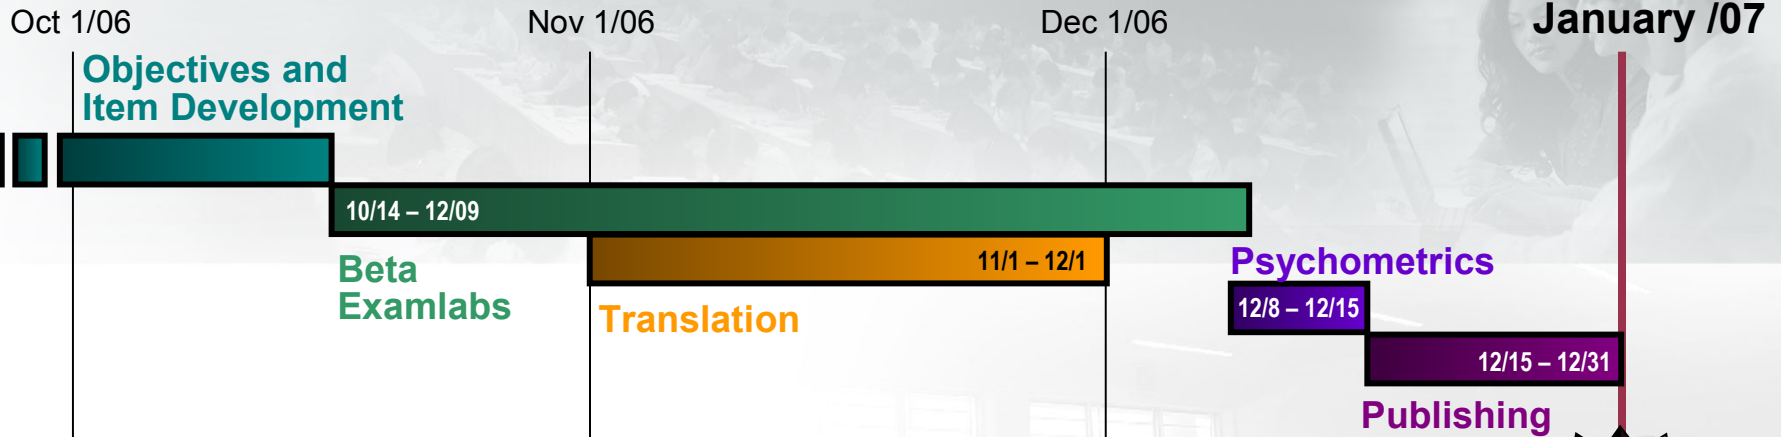 Oct 1/06
Nov 1/06
Dec 1/06
January /07
Objectives and
Item Development
10/14 – 12/09
Beta
Examlabs
11/1 – 12/1
Translation
Psychometrics
12/8 – 12/15
12/15 – 12/31
Publishing